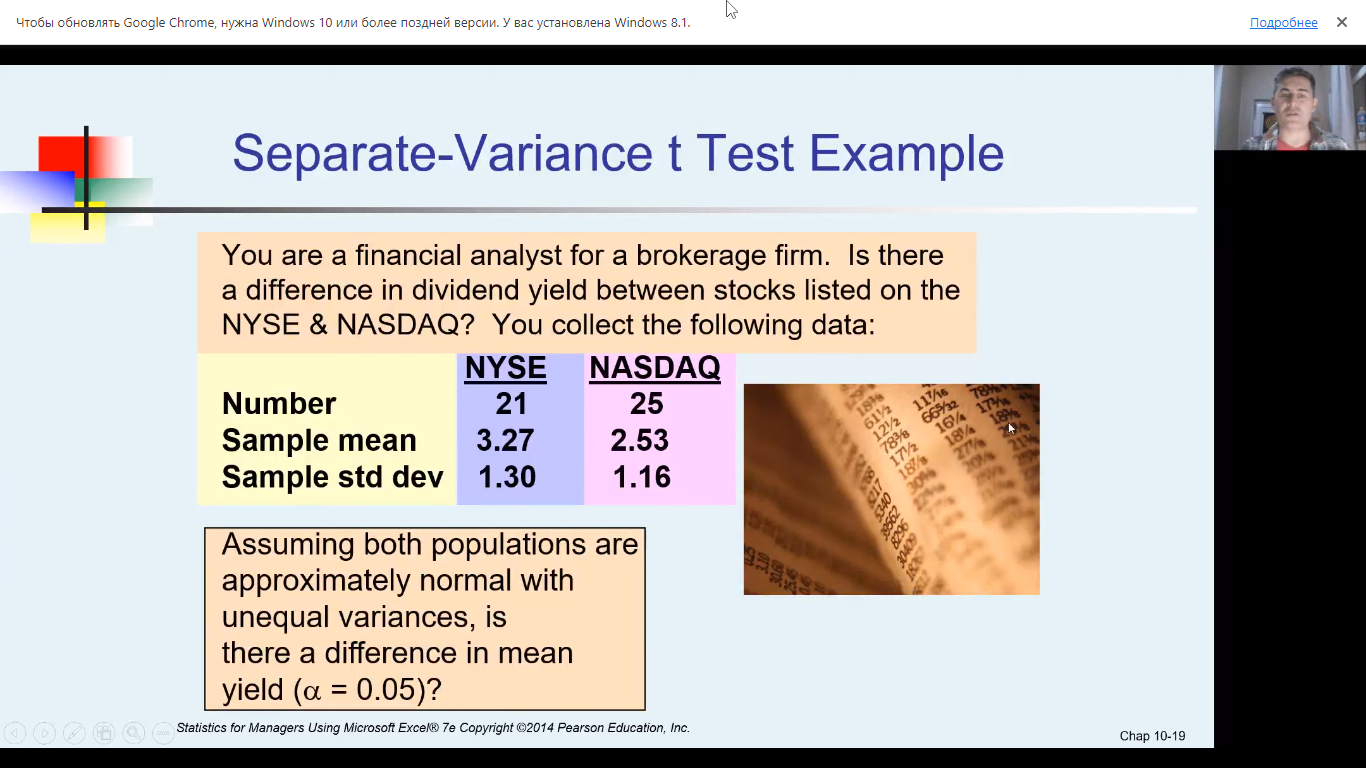 Чтобы обновлять Google Chrome, нужна Windows 10 или более поздней версии. У вас установлена Windows 8.1.
Подробнее
Separate-Variance t Test Example
You are a financial analyst for a brokerage firm. Is there
a difference in dividend yield between stocks listed on the
NYSE & NASDAQ? You collect the following data:
NYSE NASDAQ
Number 21 25
Sample mean 3.27 2.53
Sample std dev 1.30 1.16
Assuming both populations are
approximately normal with
unequal variances, is
there a difference in mean
yield (α = 0.05)?
Statistics for Managers Using Microsoft Excel® 7e Copyright ©2014 Pearson Education, Inc.
Chap 10-19